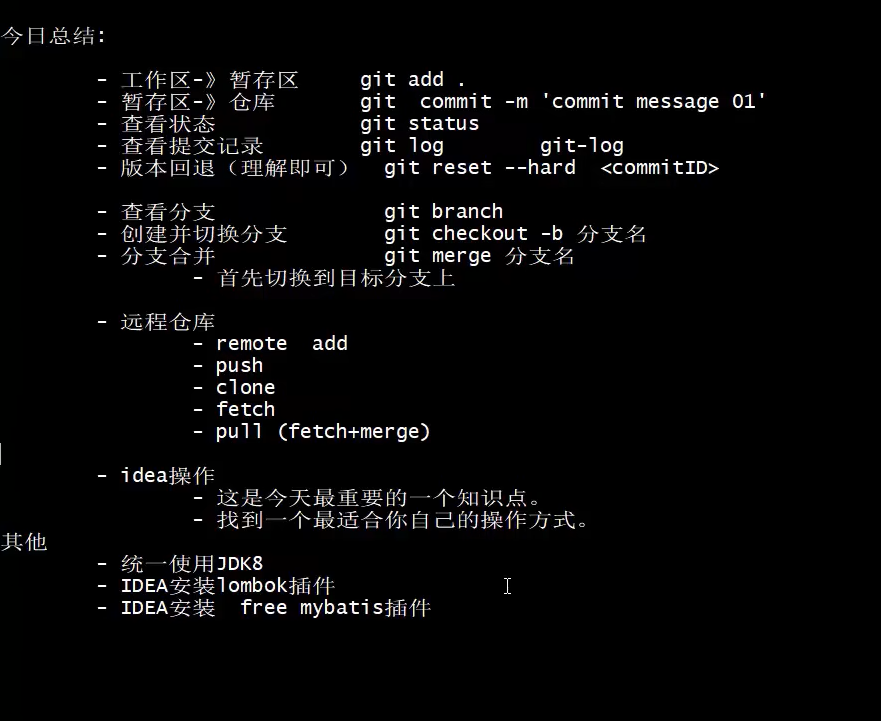 今日总结:
- 工作区-》暂存区 git add .
- 暂存区-》仓库 git commit -m 'commit message 01'
- 查看状态 git status
- 查看提交记录 git log git-log
- 版本回退（理解即可） git reset --hard <commitID>
- 查看分支 git branch
- 创建并切换分支 git checkout -b 分支名
- 分支合并 git merge 分支名
- 首先切换到目标分支上
- 远程仓库
- remote add
- push
- clone
- fetch
- pull (fetch+merge)
- idea操作
- 这是今天最重要的一个知识点。
- 找到一个最适合你自己的操作方式。
其他
- 统一使用JDK8
- IDEA安装lombok插件
- IDEA安装 free mybatis插件